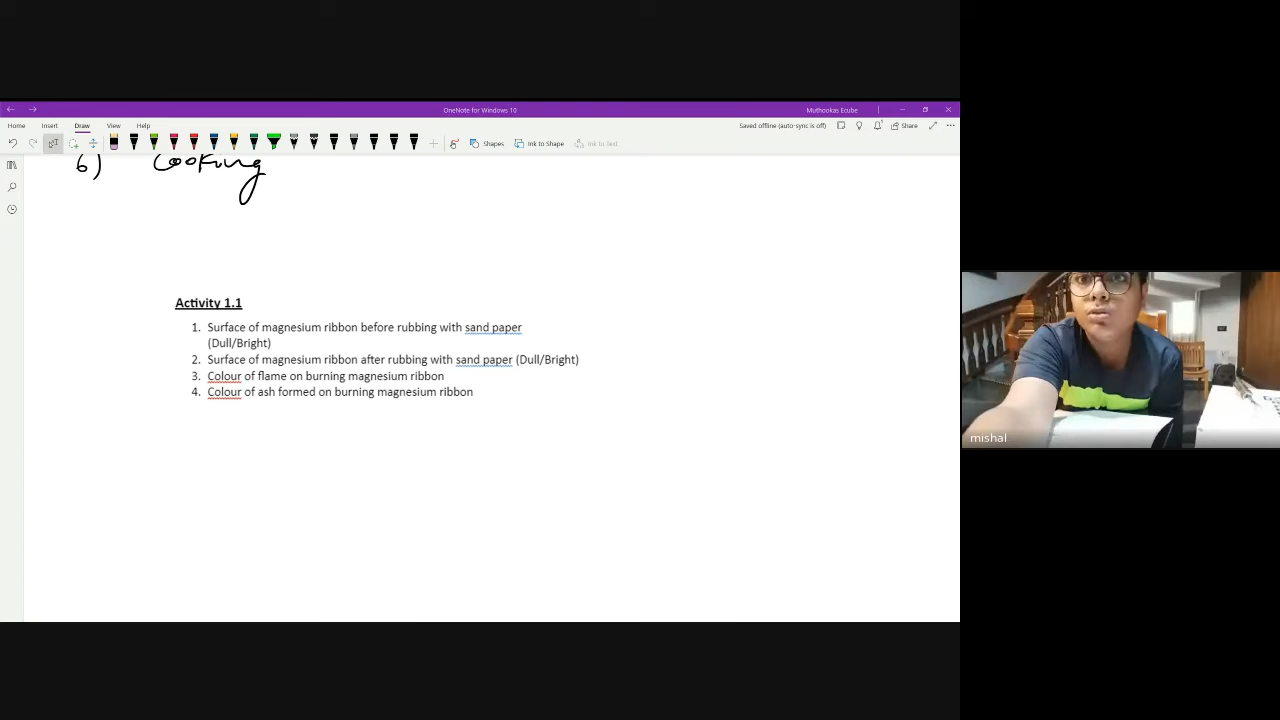 OneNote for Windows 10
Muthookas Ecube
Home Insert Draw View Help
Saved offline (auto-sync is off)
Share
Shapes
Ink to Shape
Ink to Text
6) Cooking
Activity 1.1
1. Surface of magnesium ribbon before rubbing with sand paper
(Dull/Bright)
2. Surface of magnesium ribbon after rubbing with sand paper (Dull/Bright)
3. Colour of flame on burning magnesium ribbon
4. Colour of ash formed on burning magnesium ribbon
mishal